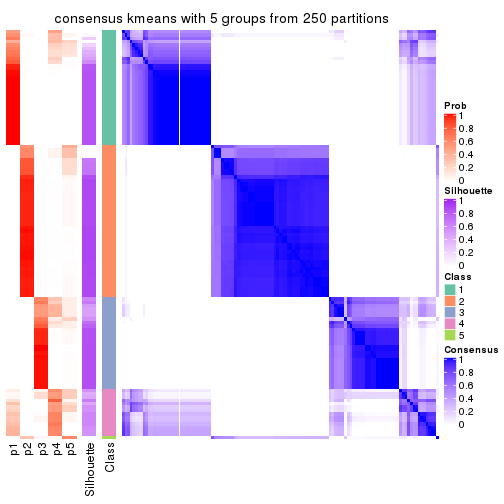 consensus kmeans with 5 groups from 250 partitions
Prob
1
0.8
0.6
0.4
0.2
0
Silhouette
1
0.8
0.6
0.4
0.2
0
Class
1
2
3
4
5
Consensus
1
0.8
0.6
0.4
0.2
0
p1
p2
p3
p4
p5
Silhouette
Class